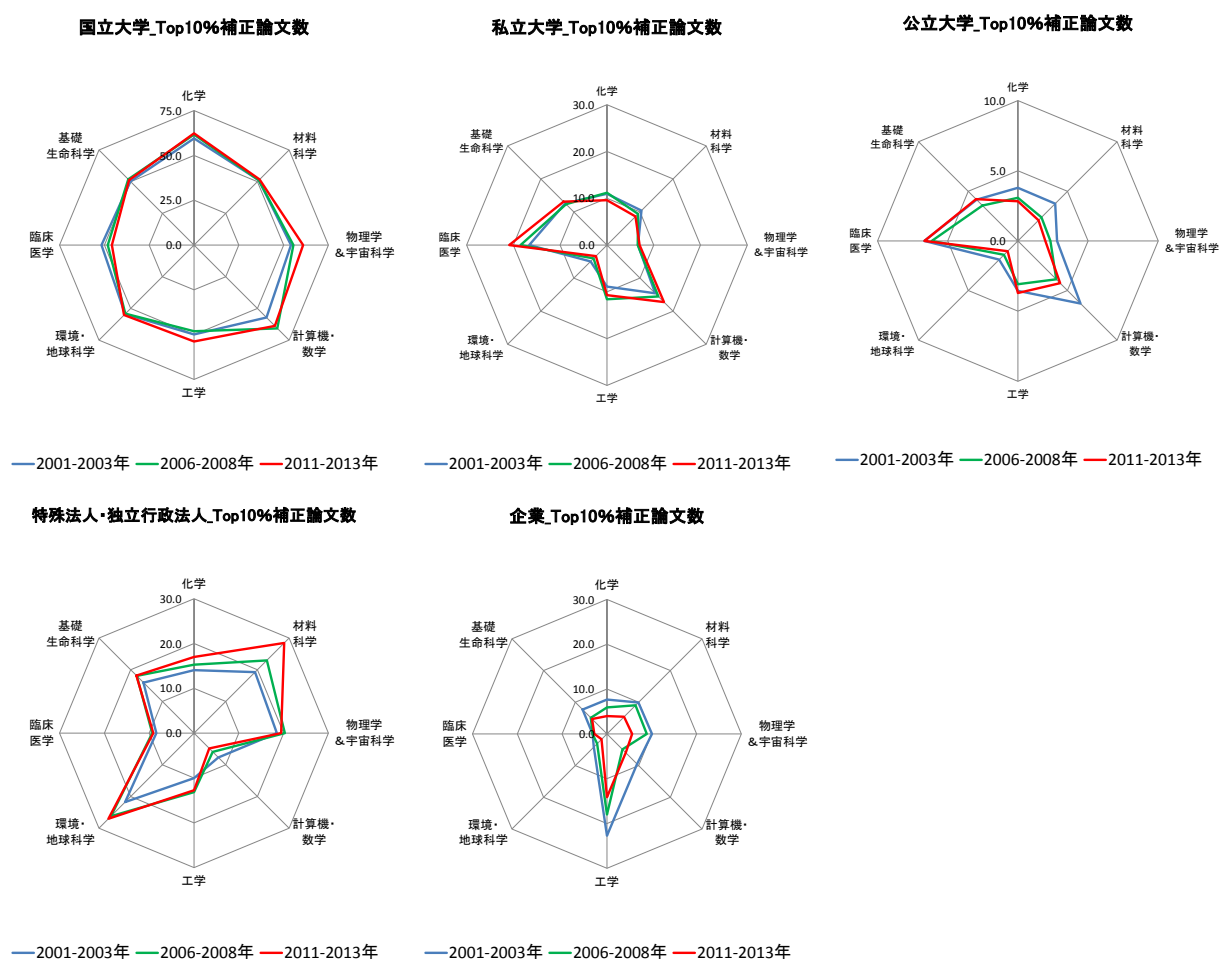 国立大学_Top10%補正論文数
化学
75.0
50.0
25.0
0.0
材料
科学
物理学
&宇宙科学
計算機・
数学
工学
環境・
地球科学
臨床
医学
基礎
生命科学
2001-2003年 2006-2008年 2011-2013年
私立大学_Top10%補正論文数
化学
30.0
20.0
10.0
0.0
材料
科学
物理学
&宇宙科学
計算機・
数学
工学
環境・
地球科学
臨床
医学
基礎
生命科学
2001-2003年 2006-2008年 2011-2013年
公立大学_Top10%補正論文数
化学
10.0
5.0
0.0
材料
科学
物理学
&宇宙科学
計算機・
数学
工学
環境・
地球科学
臨床
医学
基礎
生命科学
2001-2003年 2006-2008年 2011-2013年
特殊法人・独立行政法人_Top10%補正論文数
化学
30.0
20.0
10.0
0.0
材料
科学
物理学
&宇宙科学
計算機・
数学
工学
環境・
地球科学
臨床
医学
基礎
生命科学
2001-2003年 2006-2008年 2011-2013年
企業_Top10%補正論文数
化学
30.0
20.0
10.0
0.0
材料
科学
物理学
&宇宙科学
計算機・
数学
工学
環境・
地球科学
臨床
医学
基礎
生命科学
2001-2003年 2006-2008年 2011-2013年